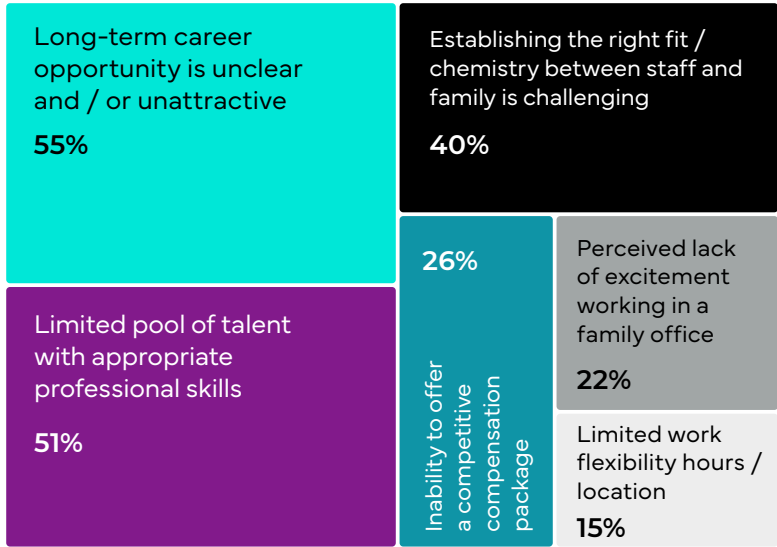 Long-term career
opportunity is unclear
and / or unattractive
55%
Establishing the right fit /
chemistry between staff and
family is challenging
40%
Limited pool of talent
with appropriate
professional skills
51%
26%
Inability to offer
a competitive
compensation
package
Perceived lack
of excitement
working in a
family office
22%
Limited work
flexibility hours /
location
15%